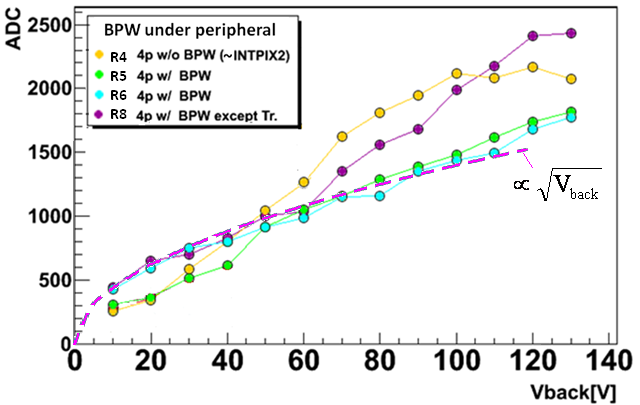 BPW under peripheral
R4 4p w/o BPW (~INTPIX2)
R5 4p w/ BPW
R6 4p w/ BPW
R8 4p w/ BPW except Tr.
ADC
2500
2000
1500
1000
500
0
∝ √Vback
0 20 40 60 80 100 120 140
Vback[V]